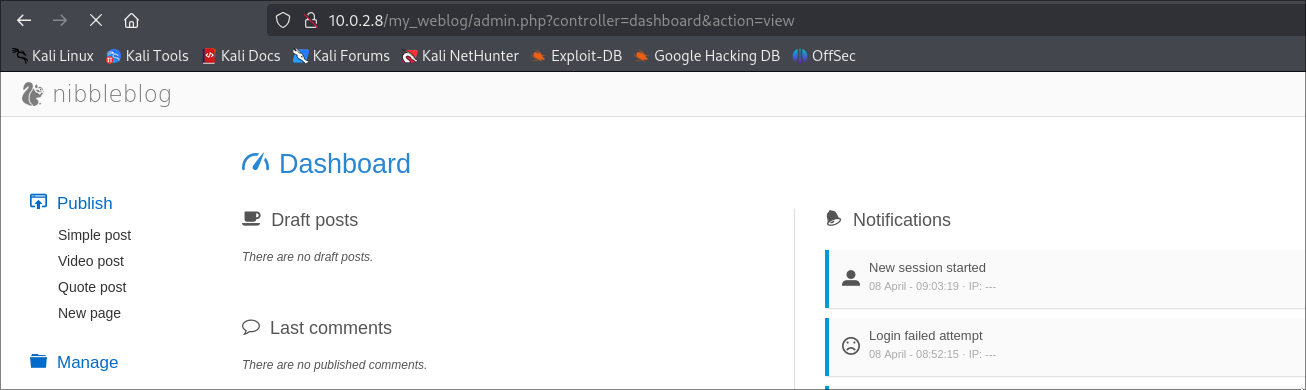 10.0.2.8/my_weblog/admin.php?controller=dashboard&action=view
Kali Linux Kali Tools Kali Docs Kali Forums Kali NetHunter Exploit-DB Google Hacking DB OffSec
nibbleblog
Dashboard
Publish
Simple post
Video post
Quote post
New page
Manage
Draft posts
There are no draft posts.
Last comments
There are no published comments.
Notifications
New session started
08 April - 09:03:19 · IP: ---
Login failed attempt
08 April - 08:52:15 · IP: ---